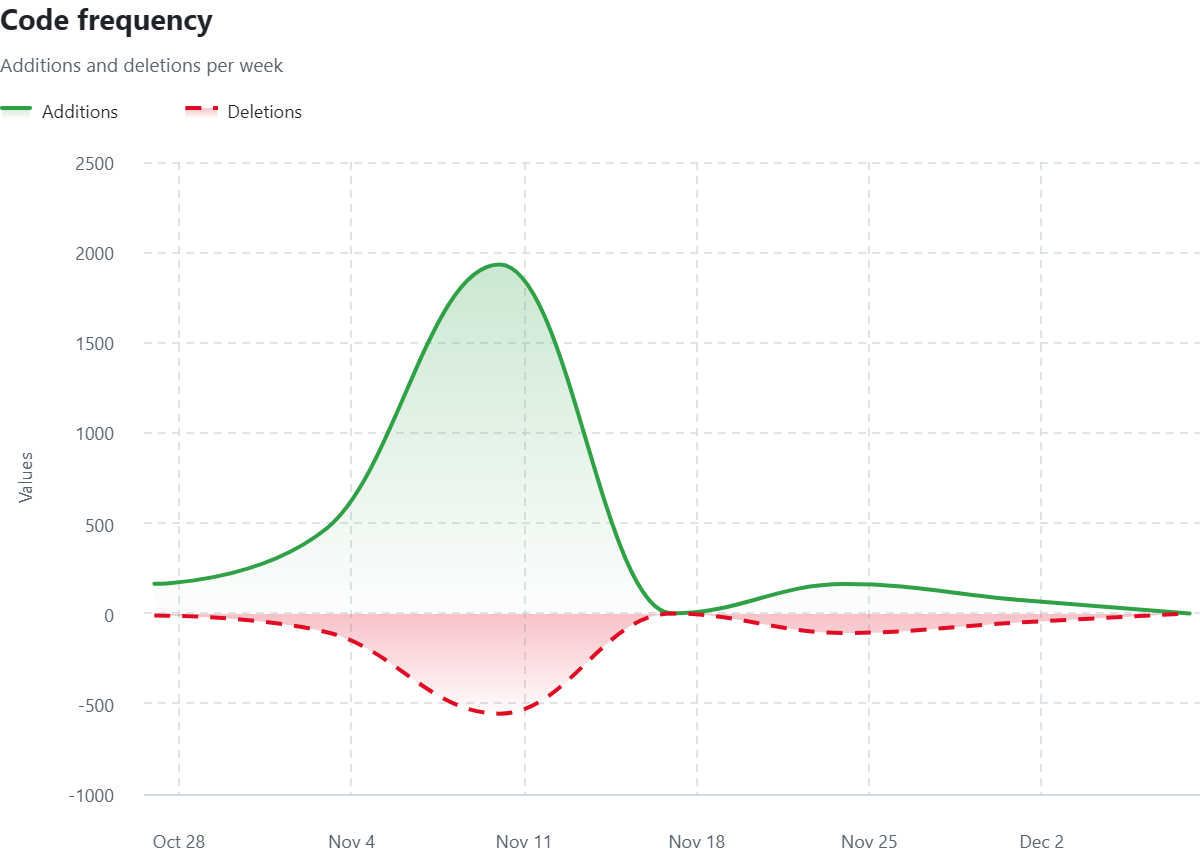 Code frequency
Additions and deletions per week
Additions Deletions
2500
2000
1500
1000
500
0
-500
-1000
Values
Oct 28 Nov 4 Nov 11 Nov 18 Nov 25 Dec 2